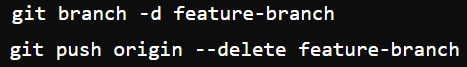 git branch -d feature-branch
git push origin --delete feature-branch